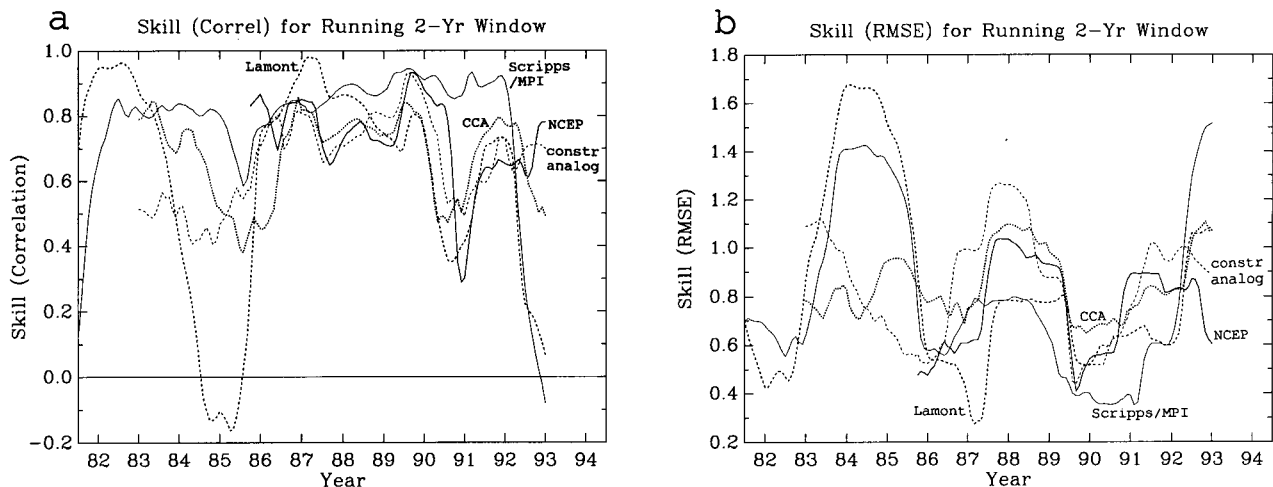 a
Skill (Correl) for Running 2-Yr Window
Skill (Correlation)
1.0
0.8
0.6
0.4
0.2
0.0
-0.2
Lamont
Scripps
/MPI
CCA
NCEP
constr
analog
82 83 84 85 86 87 88 89 90 91 92 93 94
Year
b
Skill (RMSE) for Running 2-Yr Window
Skill (RMSE)
1.8
1.6
1.4
1.2
1.0
0.8
0.6
0.4
0.2
constr
analog
CCA
NCEP
Lamont
Scripps/MPI
82 83 84 85 86 87 88 89 90 91 92 93 94
Year